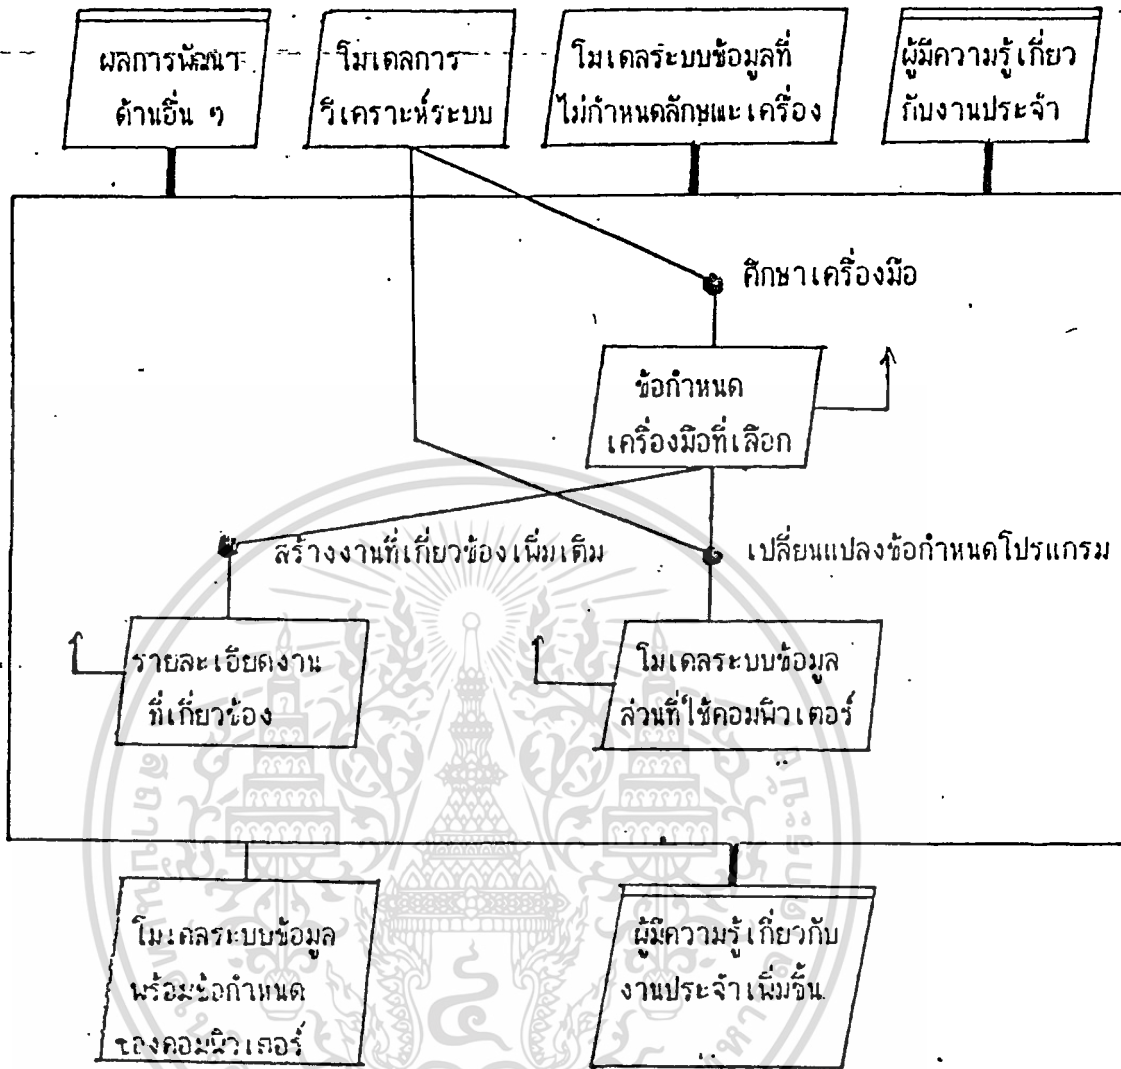 ผลการพัฒนา
ด้านอื่น ๆ
โมเดลการ
วิเคราะห์ระบบ
โมเดลระบบข้อมูลที่
ไม่กำหนดลักษณะเครื่อง
ผู้มีความรู้เกี่ยว
กับงานประจำ
ศึกษาเครื่องมือ
ข้อกำหนด
เครื่องมือที่เลือก
สร้างงานที่เกี่ยวข้องเพิ่มเติม
เปลี่ยนแปลงข้อกำหนดโปรแกรม
รายละเอียดงาน
ที่เกี่ยวข้อง
โมเดลระบบข้อมูล
ส่วนที่ใช้คอมพิวเตอร์
โมเดลระบบข้อมูล
พร้อมข้อกำหนด
ของคอมพิวเตอร์
ผู้มีความรู้เกี่ยวกับ
งานประจำเพิ่มขึ้น